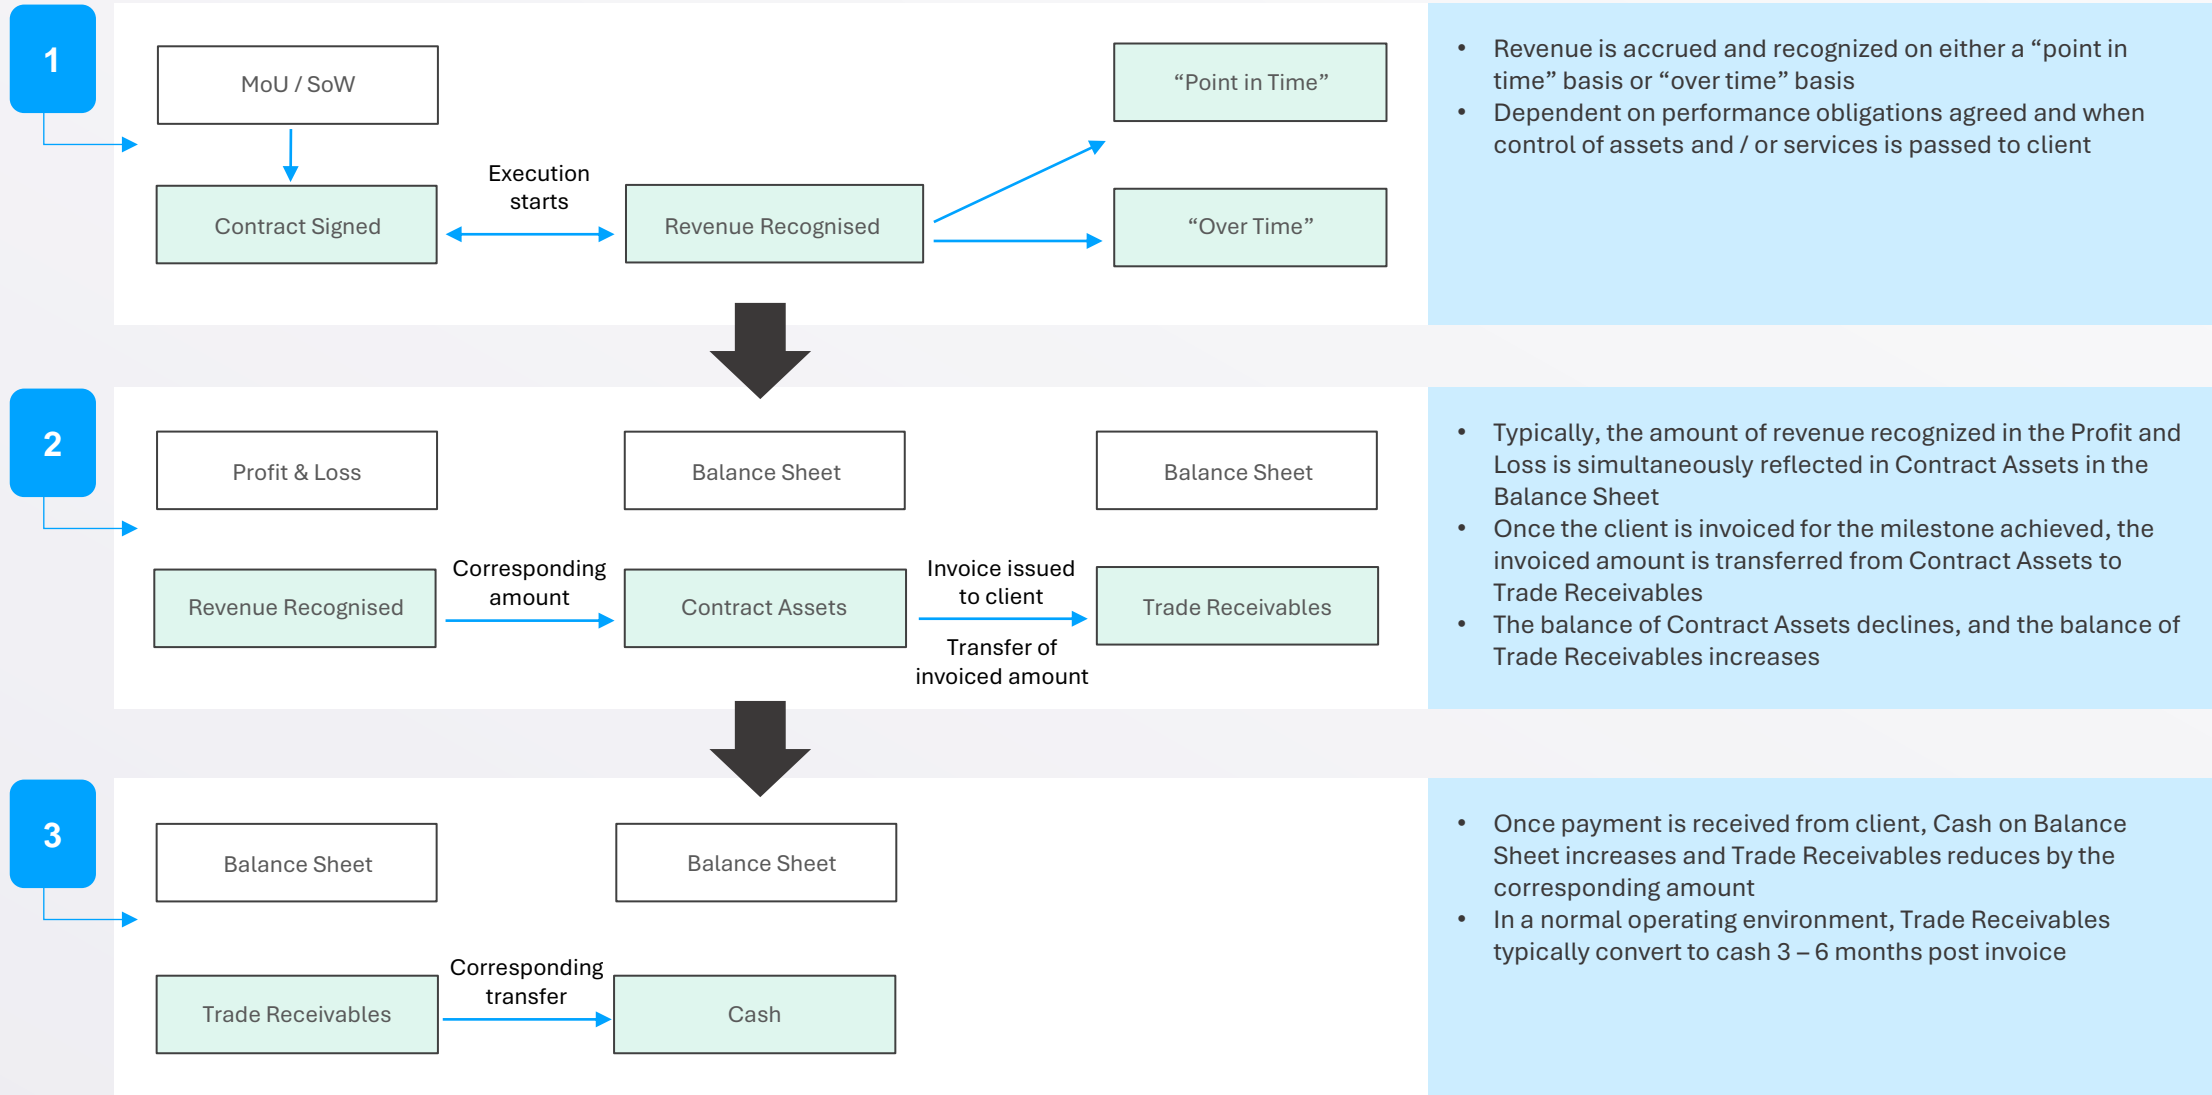 1
MoU / SoW
“Point in Time”
Execution
starts
Contract Signed
Revenue Recognised
“Over Time”
• Revenue is accrued and recognized on either a “point in
time” basis or “over time” basis
• Dependent on performance obligations agreed and when
control of assets and / or services is passed to client
2
Profit & Loss
Balance Sheet
Balance Sheet
Revenue Recognised
Corresponding
amount
Contract Assets
Invoice issued
to client
Transfer of
invoiced amount
Trade Receivables
• Typically, the amount of revenue recognized in the Profit and
Loss is simultaneously reflected in Contract Assets in the
Balance Sheet
• Once the client is invoiced for the milestone achieved, the
invoiced amount is transferred from Contract Assets to
Trade Receivables
• The balance of Contract Assets declines, and the balance of
Trade Receivables increases
3
Balance Sheet
Balance Sheet
Trade Receivables
Corresponding
transfer
Cash
• Once payment is received from client, Cash on Balance
Sheet increases and Trade Receivables reduces by the
corresponding amount
• In a normal operating environment, Trade Receivables
typically convert to cash 3 – 6 months post invoice